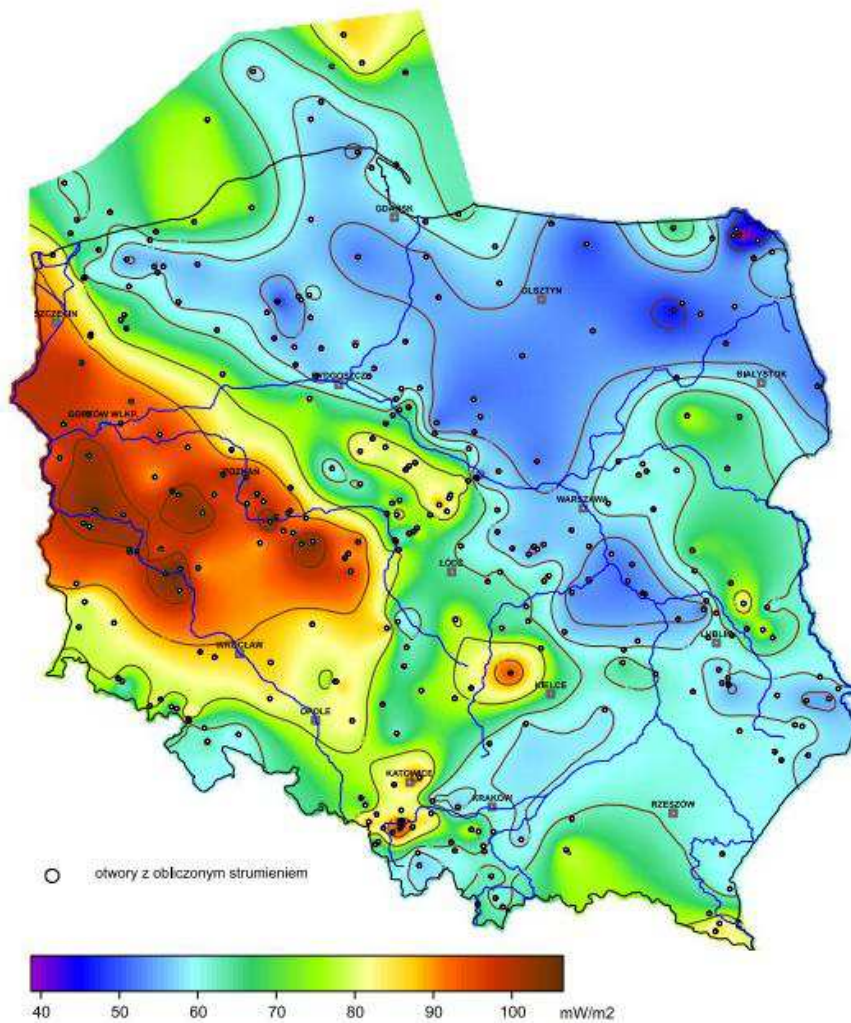 GDAŃSK
OLSZTYN
SZCZECIN
BIAŁYSTOK
BYDGOSZCZ
GORZÓW WLKP.
POZNAŃ
WARSZAWA
ŁÓDŹ
LUBLIN
WROCŁAW
KIELCE
OPOLE
KATOWICE
KRAKÓW
RZESZÓW
otwory z obliczonym strumieniem
40 50 60 70 80 90 100 mW/m2